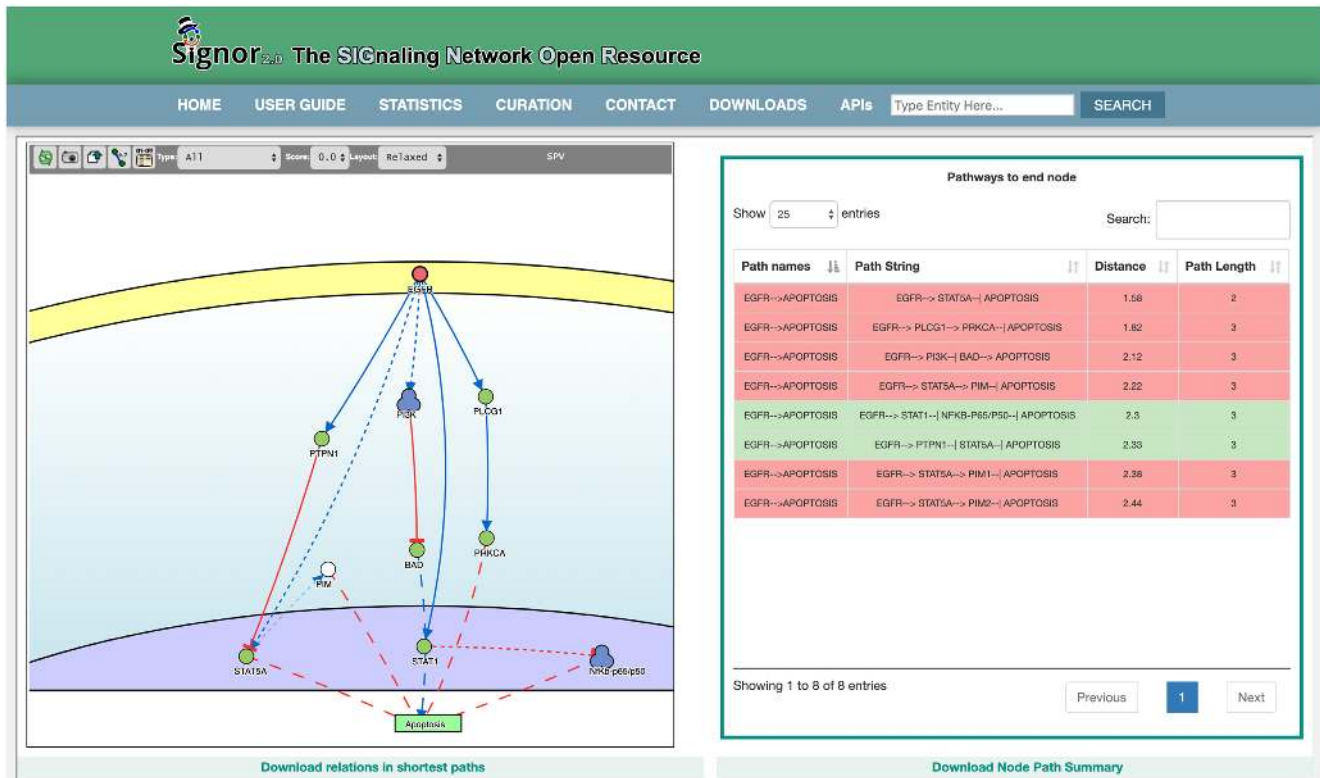 Signor 2.0 The SIGnaling Network Open Resource
HOME USER GUIDE STATISTICS CURATION CONTACT DOWNLOADS APIs Type Entity Here... SEARCH
Type: All Score: 0.0 Layout: Relaxed SPV
EGFR
PI3K
PLCG1
PTPN1
BAD
PRKCA
PIM
STAT5A
STAT1
NfKb-p65/p50
Apoptosis
Download relations in shortest paths
Pathways to end node
Show 25 entries Search:
Path names Path String Distance Path Length
EGFR-->APOPTOSIS EGFR--> STAT5A--| APOPTOSIS 1.58 2
EGFR-->APOPTOSIS EGFR--> PLCG1--> PRKCA--| APOPTOSIS 1.82 3
EGFR-->APOPTOSIS EGFR--> PI3K--| BAD--> APOPTOSIS 2.12 3
EGFR-->APOPTOSIS EGFR--> STAT5A--> PIM--| APOPTOSIS 2.22 3
EGFR-->APOPTOSIS EGFR--> STAT1--| NFKB-P65/P50--| APOPTOSIS 2.3 3
EGFR-->APOPTOSIS EGFR--> PTPN1--| STAT5A--| APOPTOSIS 2.33 3
EGFR-->APOPTOSIS EGFR--> STAT5A--> PIM1--| APOPTOSIS 2.38 3
EGFR-->APOPTOSIS EGFR--> STAT5A--> PIM2--| APOPTOSIS 2.44 3
Showing 1 to 8 of 8 entries
Previous 1 Next
Download Node Path Summary